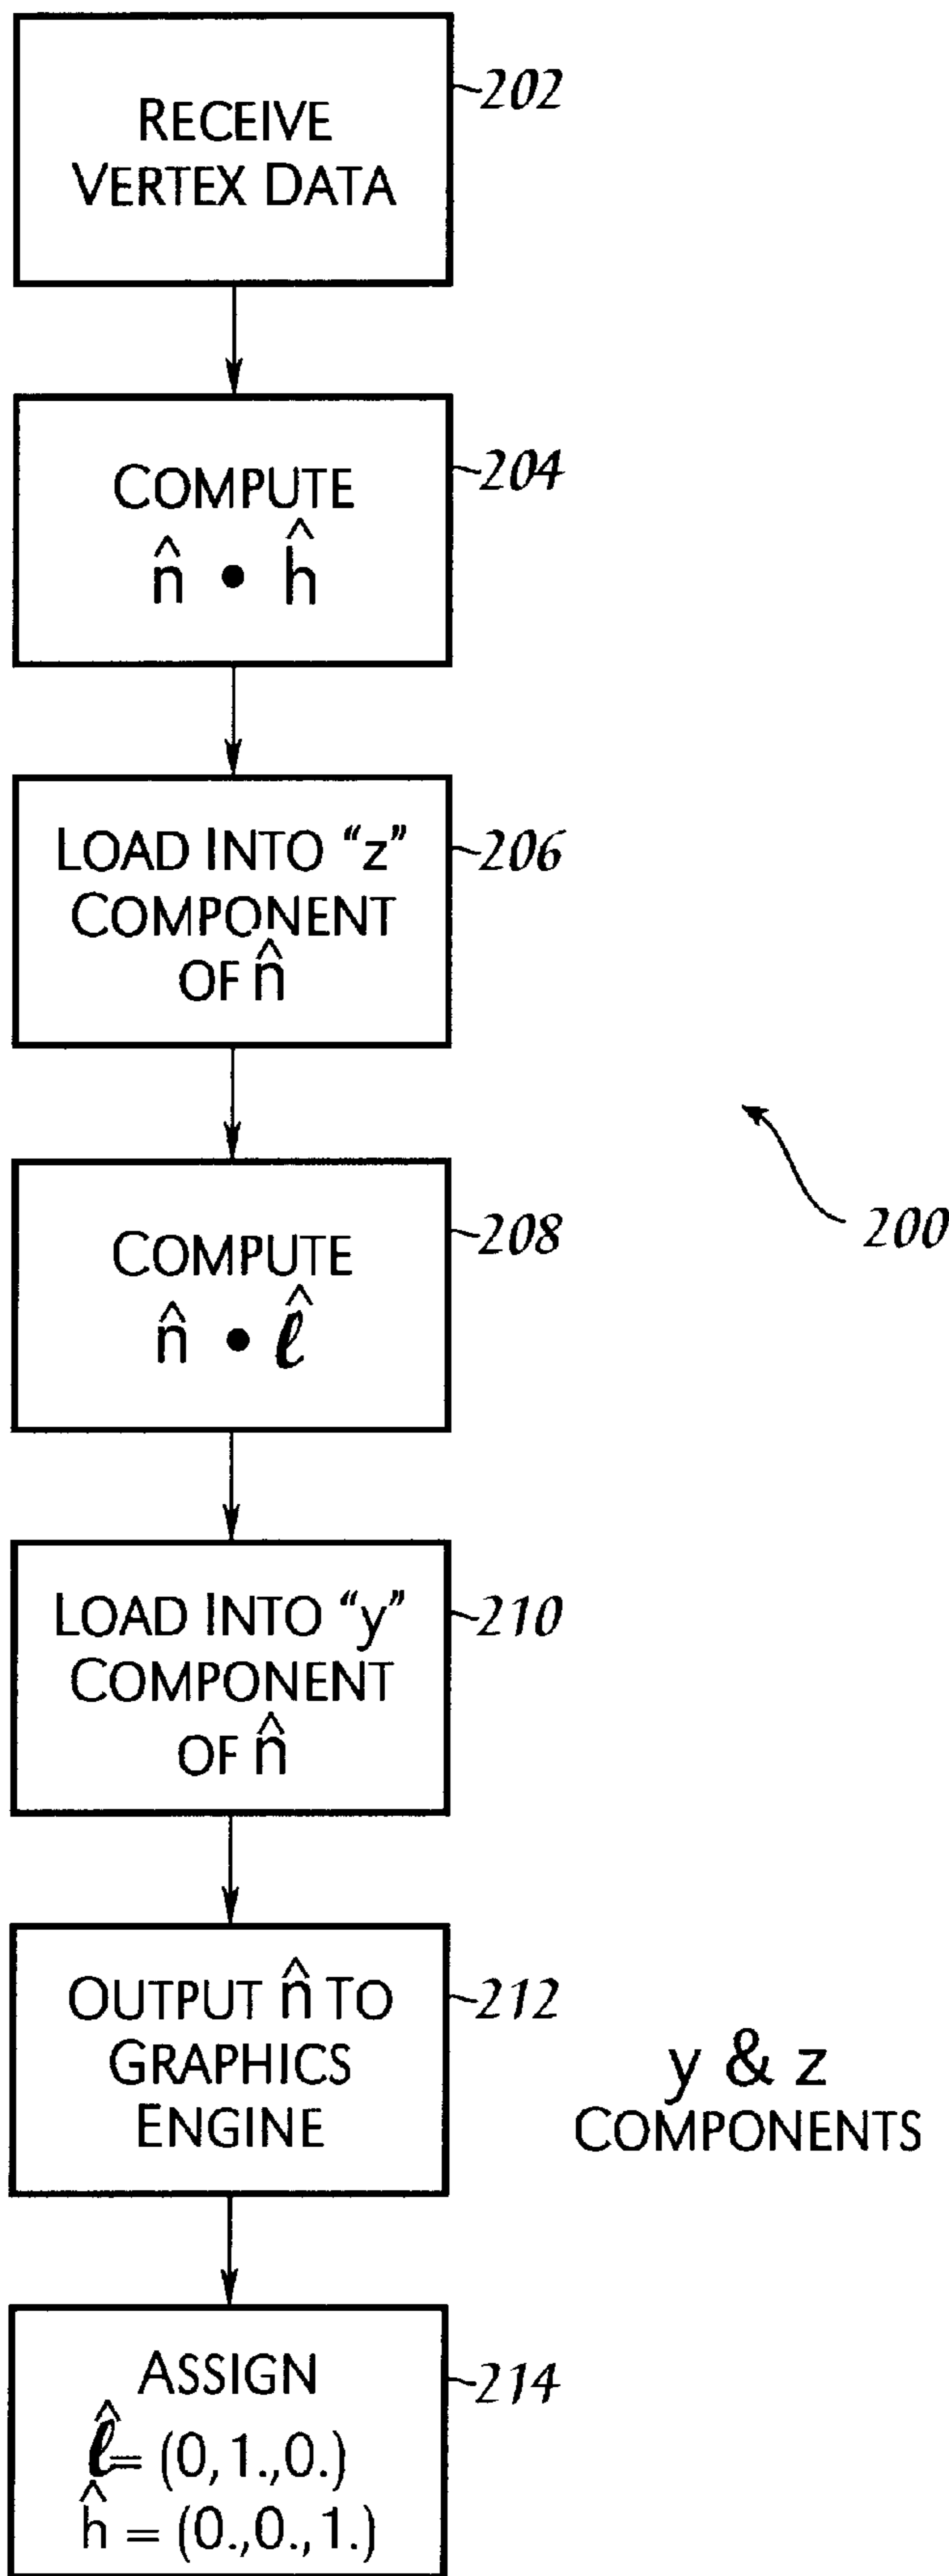 RECEIVE
VERTEX DATA
202
COMPUTE
n̂ • ĥ
204
LOAD INTO “z”
COMPONENT
OF n̂
206
200
COMPUTE
n̂ • ℓ̂
208
LOAD INTO “y”
COMPONENT
OF n̂
210
OUTPUT n̂ TO
GRAPHICS
ENGINE
212
y & z
COMPONENTS
ASSIGN
ℓ̂= (0,1.,0.)
ĥ = (0.,0.,1.)
214